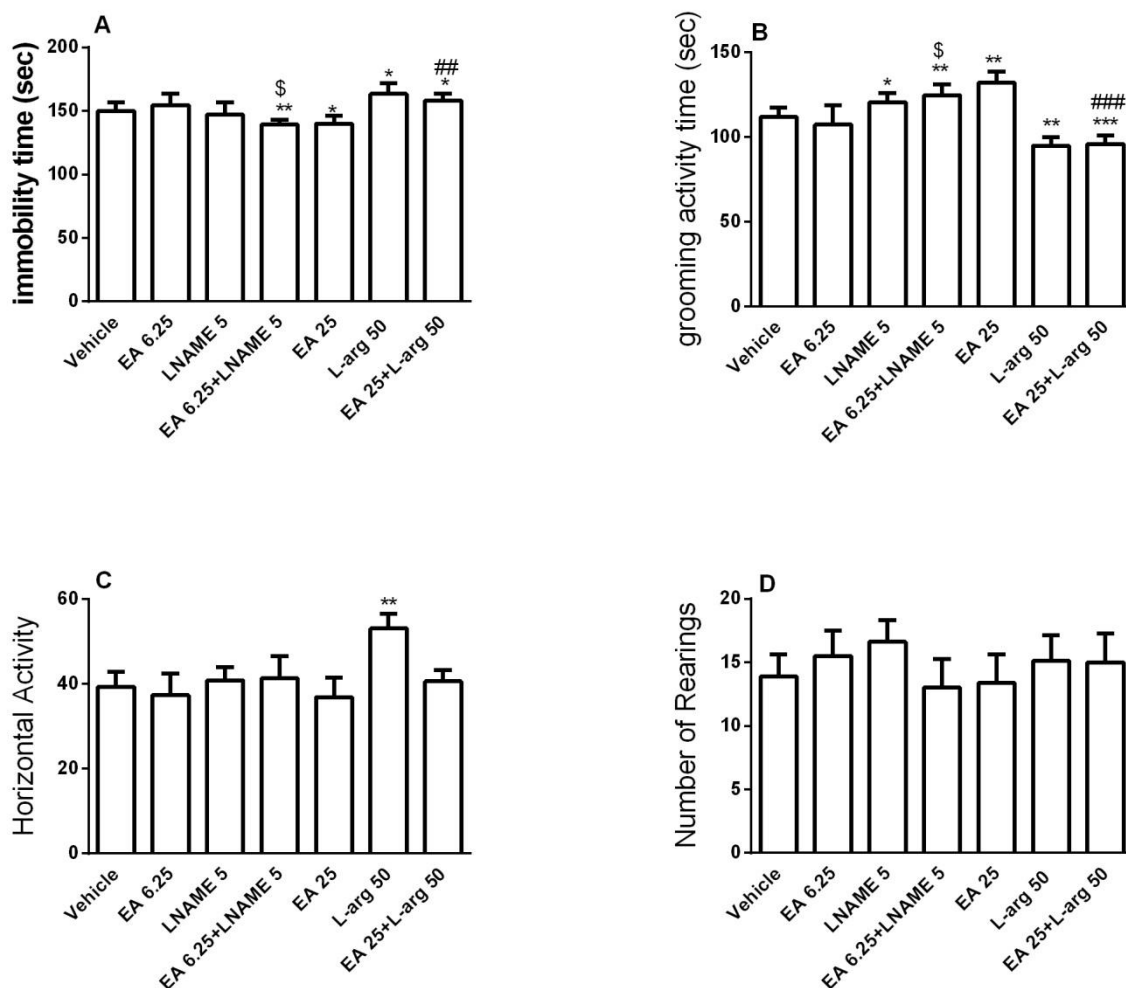 A
immobility time (sec)
200
150
100
50
0
$
**
*
*
##
*
Vehicle
EA 6.25
LNAME 5
EA 6.25+LNAME 5
EA 25
L-arg 50
EA 25+L-arg 50
B
grooming activity time (sec)
150
100
50
0
*
$
**
**
**
###
***
Vehicle
EA 6.25
LNAME 5
EA 6.25+LNAME 5
EA 25
L-arg 50
EA 25+L-arg 50
C
Horizontal Activity
60
40
20
0
**
Vehicle
EA 6.25
LNAME 5
EA 6.25+LNAME 5
EA 25
L-arg 50
EA 25+L-arg 50
D
Number of Rearings
20
15
10
5
0
Vehicle
EA 6.25
LNAME 5
EA 6.25+LNAME 5
EA 25
L-arg 50
EA 25+L-arg 50